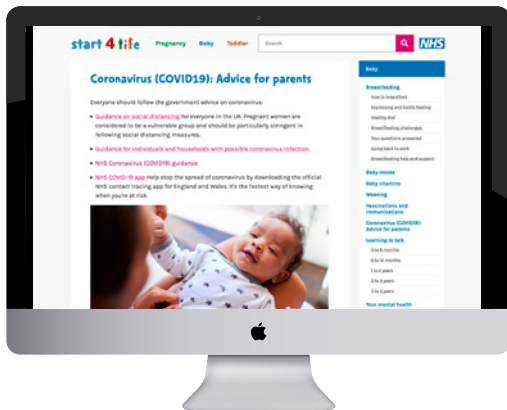 start 4 life
Pregnancy
Baby
Toddler
Search
NHS
Coronavirus (COVID19): Advice for parents
Everyone should follow the government advice on coronavirus:
Guidance on social distancing for everyone in the UK. Pregnant women are
considered to be a vulnerable group and should be particularly stringent in
following social distancing measures.
Guidance for individuals and households with possible coronavirus infection.
NHS Coronavirus (COVID19) guidance
NHS COVID-19 app Help stop the spread of coronavirus by downloading the official
NHS contact tracing app for England and Wales. It's the fastest way of knowing
when you're at risk.
Baby
Breastfeeding
How to breastfeed
Expressing and bottle feeding
Healthy diet
Breastfeeding challenges
Your questions answered
Going back to work
Breastfeeding help and support
Baby moves
Baby vitamins
Weaning
Vaccinations and
immunisations
Coronavirus (COVID19):
Advice for parents
Learning to talk
0 to 6 months
6 to 12 months
1 to 2 years
2 to 3 years
3 to 5 years
Your mental health